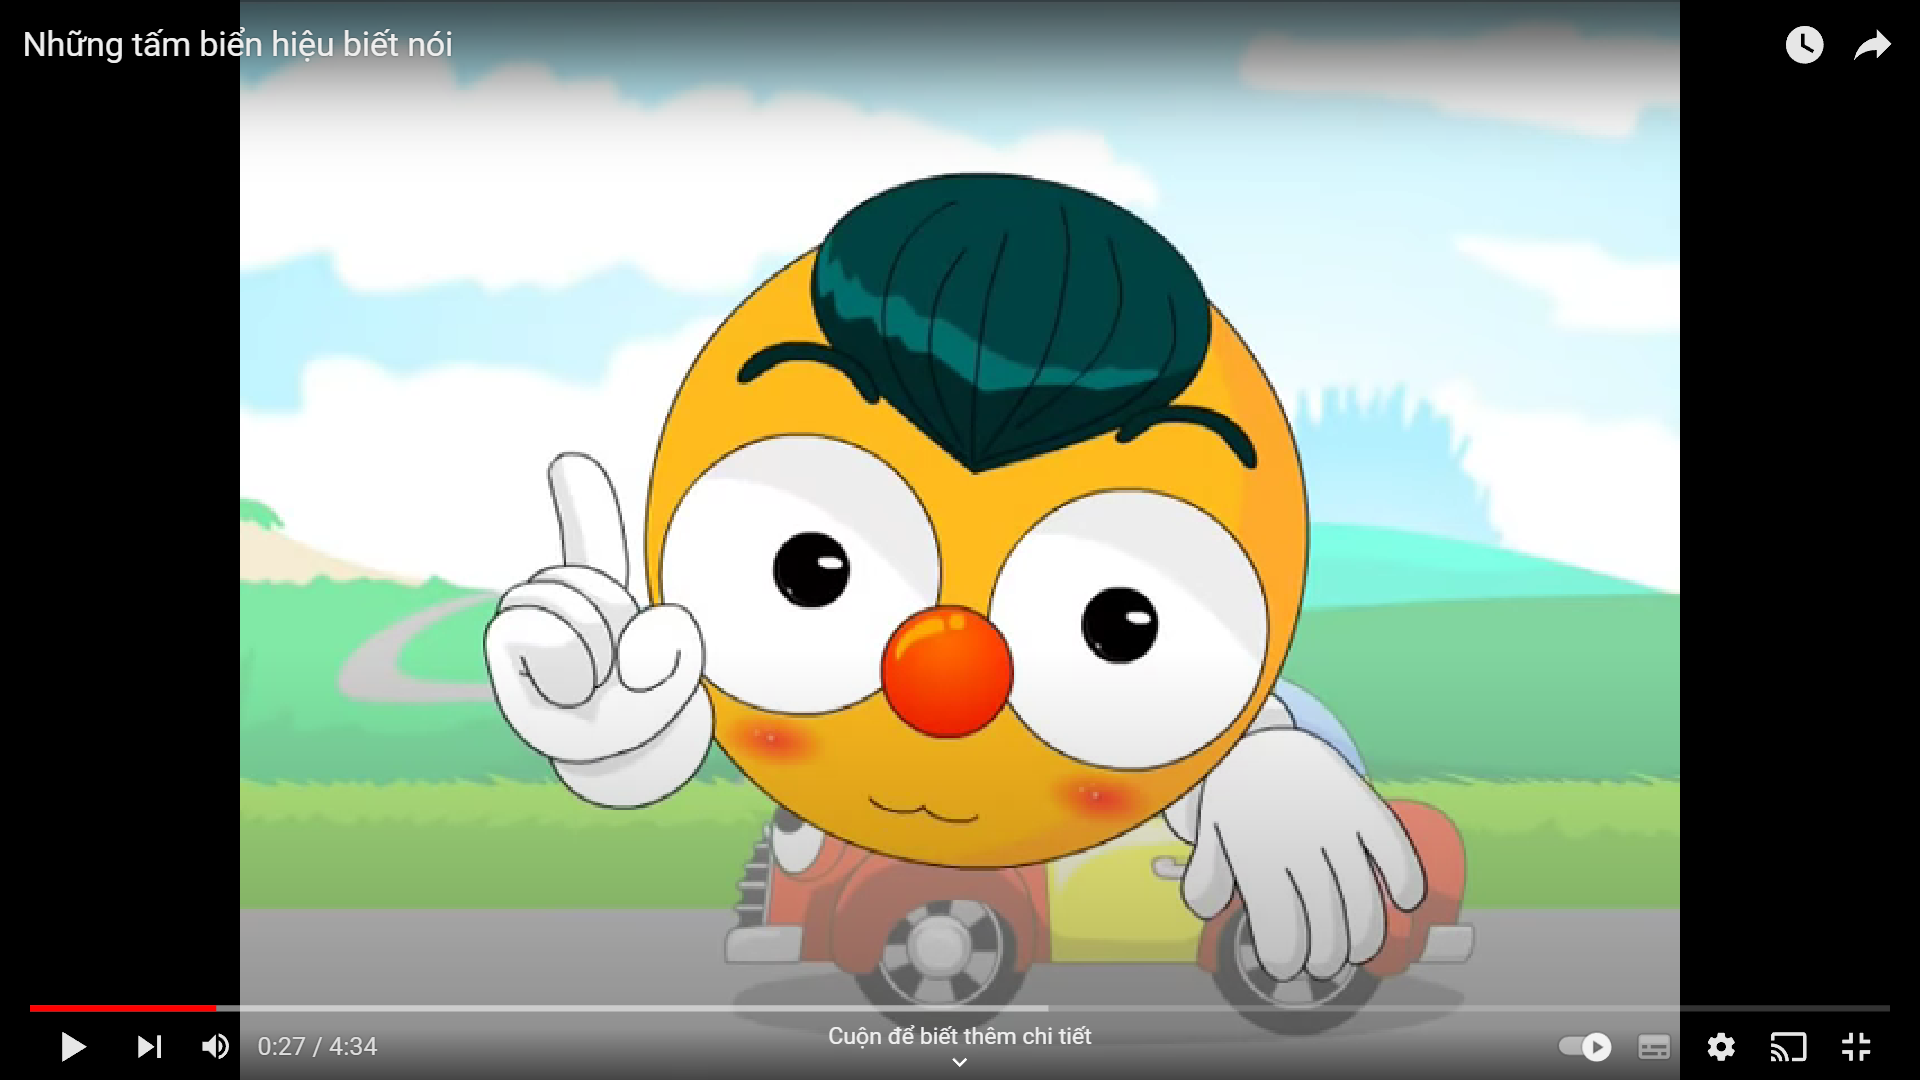 Những tấm biển hiệu biết nói
0:27 / 4:34
Cuộn để biết thêm chi tiết